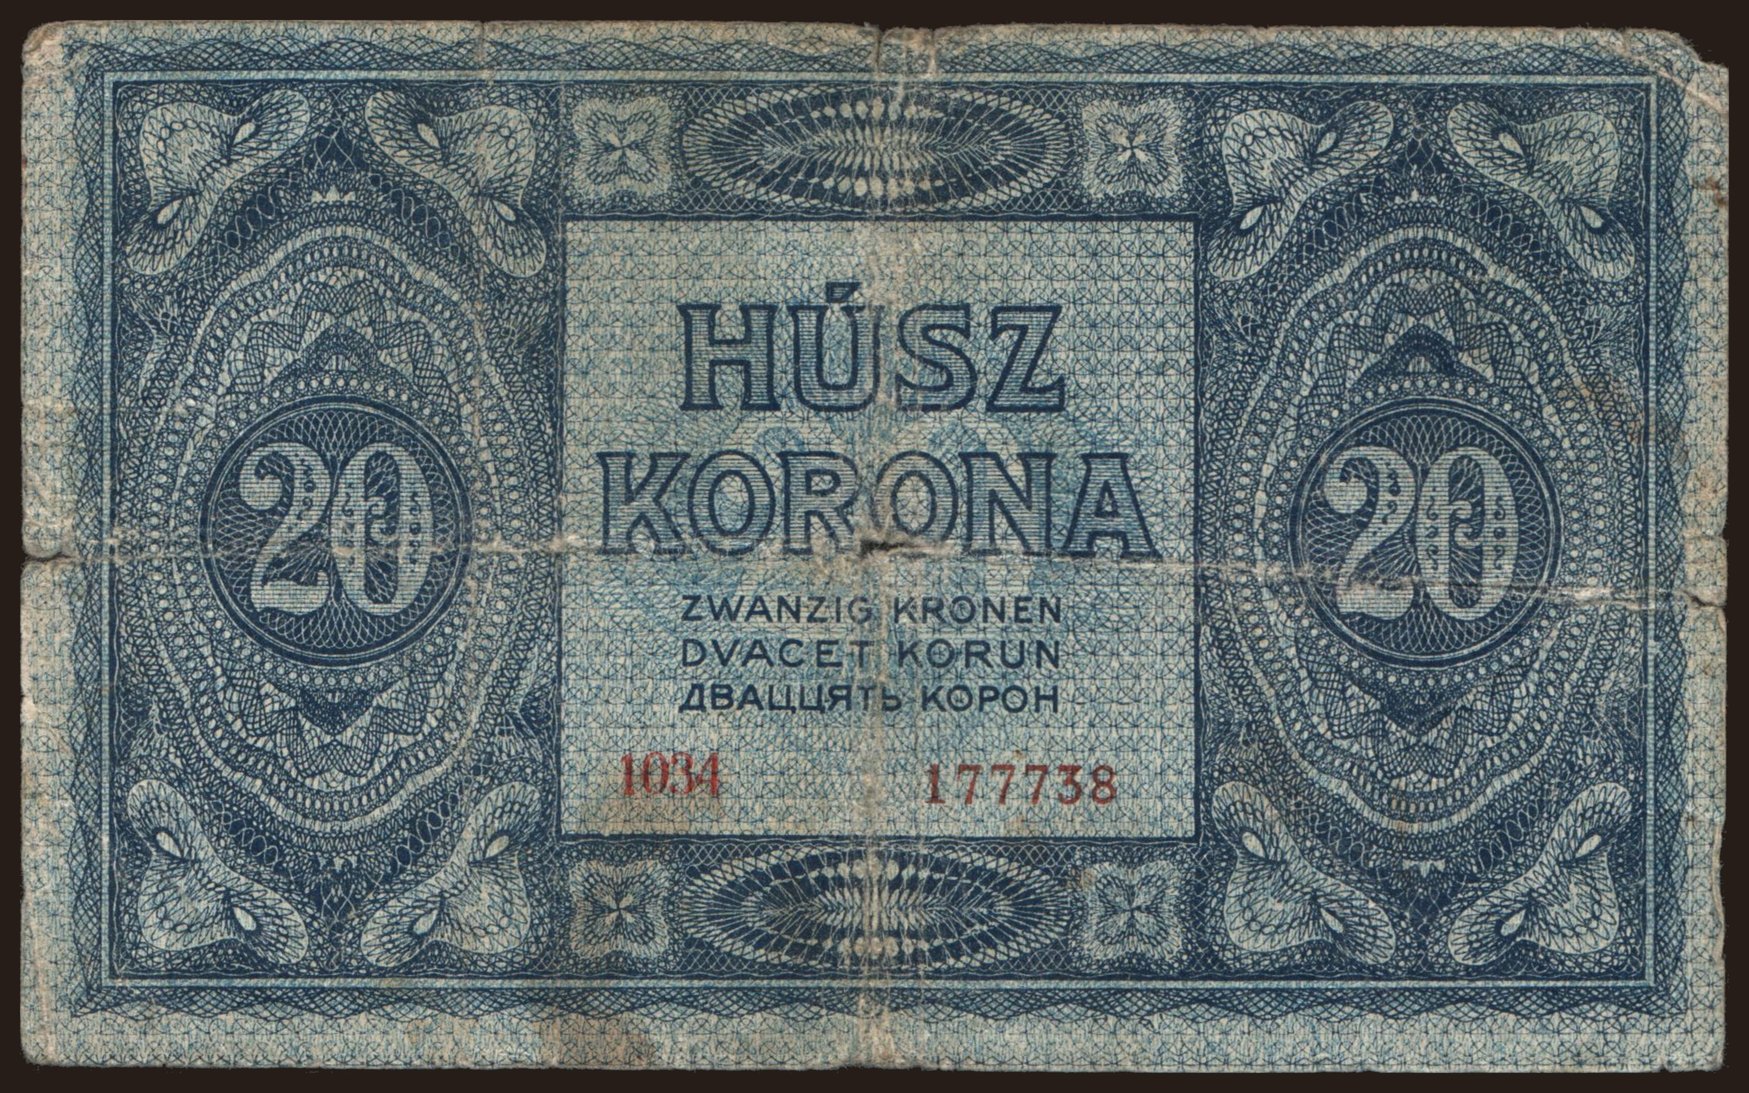 HÚSZ
20 KORONA 20
ZWANZIG KRONEN
DVACET KORUN
ДВАЦЦЯТЬ КОРОН
1034 177738